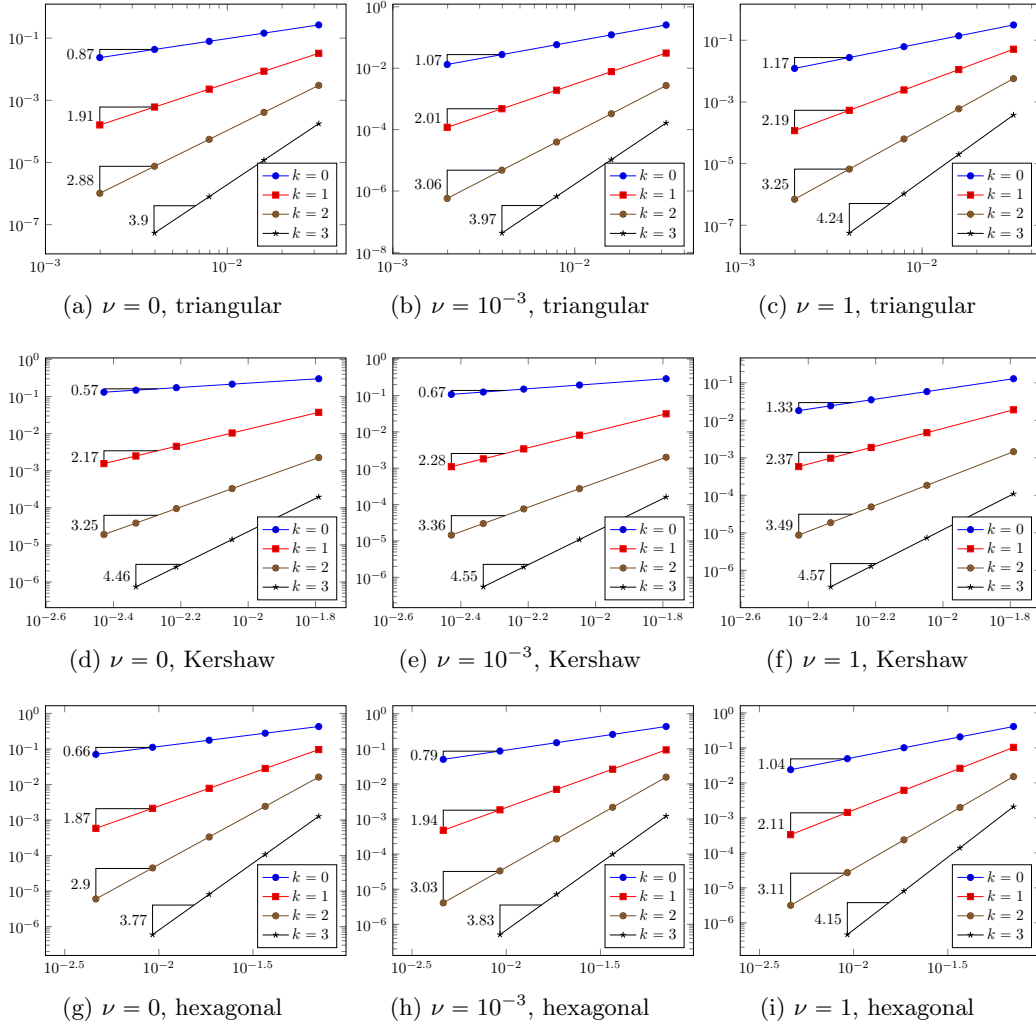 10^{-1}
10^{-3}
10^{-5}
10^{-7}
0.87
1.91
2.88
3.9
k = 0
k = 1
k = 2
k = 3
10^{-3}
10^{-2}
(a) ν = 0, triangular
10^{0}
10^{-2}
10^{-4}
10^{-6}
10^{-8}
1.07
2.01
3.06
3.97
k = 0
k = 1
k = 2
k = 3
10^{-3}
10^{-2}
(b) ν = 10^{-3}, triangular
10^{-1}
10^{-3}
10^{-5}
10^{-7}
1.17
2.19
3.25
4.24
k = 0
k = 1
k = 2
k = 3
10^{-3}
10^{-2}
(c) ν = 1, triangular
10^{0}
10^{-1}
10^{-2}
10^{-3}
10^{-4}
10^{-5}
10^{-6}
0.57
2.17
3.25
4.46
k = 0
k = 1
k = 2
k = 3
10^{-2.6}
10^{-2.4}
10^{-2.2}
10^{-2}
10^{-1.8}
(d) ν = 0, Kershaw
10^{0}
10^{-1}
10^{-2}
10^{-3}
10^{-4}
10^{-5}
10^{-6}
0.67
2.28
3.36
4.55
k = 0
k = 1
k = 2
k = 3
10^{-2.6}
10^{-2.4}
10^{-2.2}
10^{-2}
10^{-1.8}
(e) ν = 10^{-3}, Kershaw
10^{-1}
10^{-2}
10^{-3}
10^{-4}
10^{-5}
10^{-6}
1.33
2.37
3.49
4.57
k = 0
k = 1
k = 2
k = 3
10^{-2.6}
10^{-2.4}
10^{-2.2}
10^{-2}
10^{-1.8}
(f) ν = 1, Kershaw
10^{0}
10^{-1}
10^{-2}
10^{-3}
10^{-4}
10^{-5}
10^{-6}
0.66
1.87
2.9
3.77
k = 0
k = 1
k = 2
k = 3
10^{-2.5}
10^{-2}
10^{-1.5}
(g) ν = 0, hexagonal
10^{0}
10^{-1}
10^{-2}
10^{-3}
10^{-4}
10^{-5}
10^{-6}
0.79
1.94
3.03
3.83
k = 0
k = 1
k = 2
k = 3
10^{-2.5}
10^{-2}
10^{-1.5}
(h) ν = 10^{-3}, hexagonal
10^{0}
10^{-1}
10^{-2}
10^{-3}
10^{-4}
10^{-5}
10^{-6}
1.04
2.11
3.11
4.15
k = 0
k = 1
k = 2
k = 3
10^{-2.5}
10^{-2}
10^{-1.5}
(i) ν = 1, hexagonal